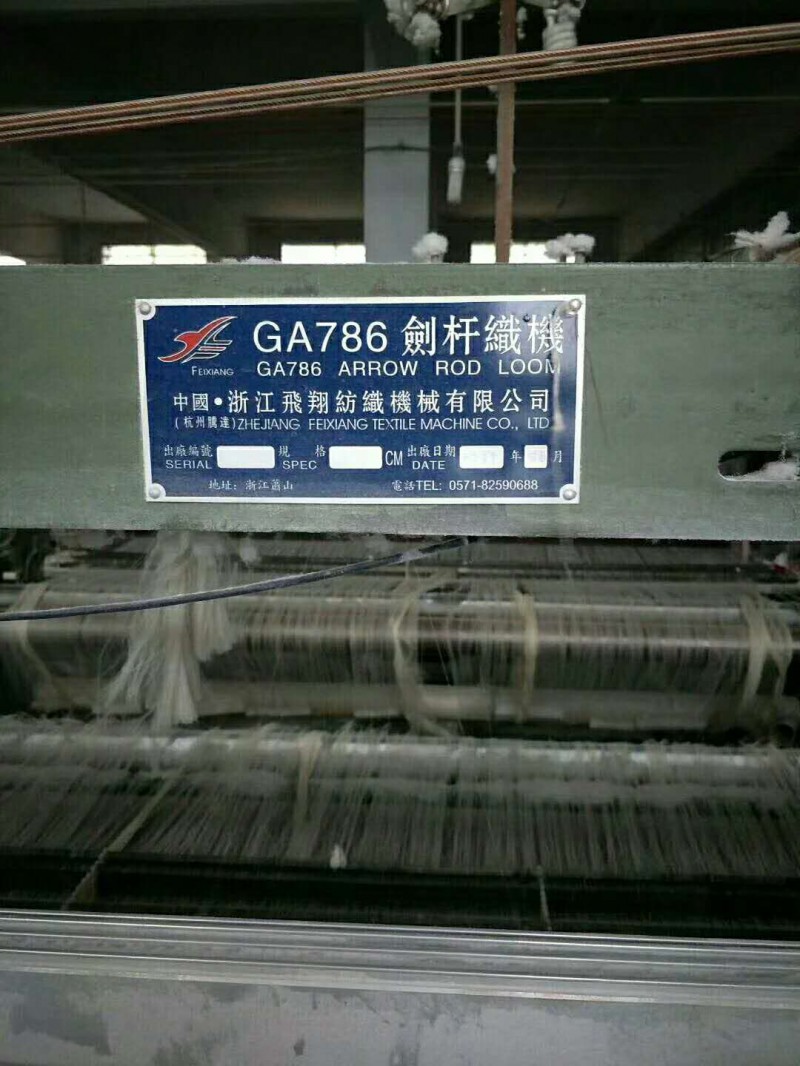 FEIXIANG
GA786 劍杆織機
GA786 ARROW ROD LOOM
中國·浙江飛翔紡織機械有限公司
(杭州騰達)ZHEJIANG FEIXIANG TEXTILE MACHINE CO., LTD
出廠編號 規 格 出廠日期 年 月
SERIAL SPEC CM DATE
地址: 浙江蕭山 電話TEL: 0571-82590688